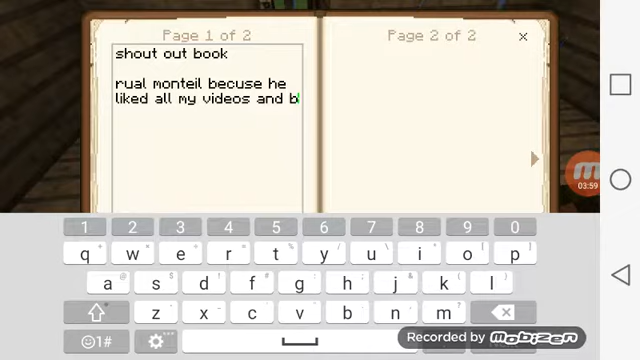 Page 1 of 2
shout out book
rual monteil becuse he
liked all my videos and b
Page 2 of 2
x
03:59
1 2 3 4 5 6 7 8 9 0
q w e r t y u i o p
a s d f g h j k l
z x c v b n m
☺1#
Recorded by mobizen